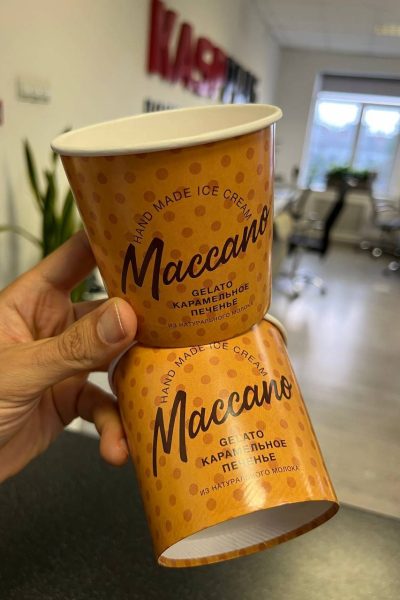 HAND MADE ICE CREAM
Maccano
GELATO
КАРАМЕЛЬНОЕ
ПЕЧЕНЬЕ
ИЗ НАТУРАЛЬНОГО МОЛОКА
HAND MADE ICE CREAM
Maccano
GELATO
КАРАМЕЛЬНОЕ
ПЕЧЕНЬЕ
ИЗ НАТУРАЛЬНОГО МОЛОКА